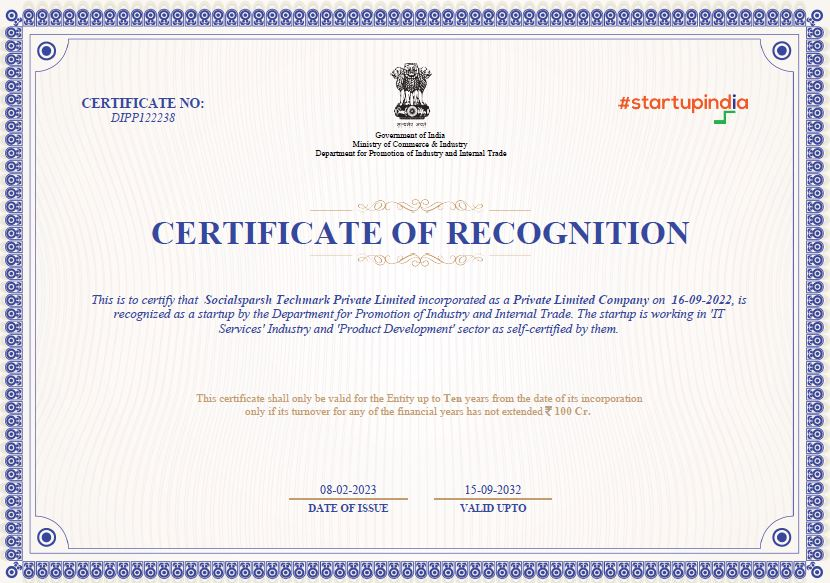 CERTIFICATE NO:
DIPP122238
सत्यमेव जयते
#startupindia
Government of India
Ministry of Commerce & Industry
Department for Promotion of Industry and Internal Trade
CERTIFICATE OF RECOGNITION
This is to certify that Socialsparsh Techmark Private Limited incorporated as a Private Limited Company on 16-09-2022, is
recognized as a startup by the Department for Promotion of Industry and Internal Trade. The startup is working in 'IT
Services' Industry and 'Product Development' sector as self-certified by them.
This certificate shall only be valid for the Entity up to Ten years from the date of its incorporation
only if its turnover for any of the financial years has not extended ₹ 100 Cr.
08-02-2023
DATE OF ISSUE
15-09-2032
VALID UPTO